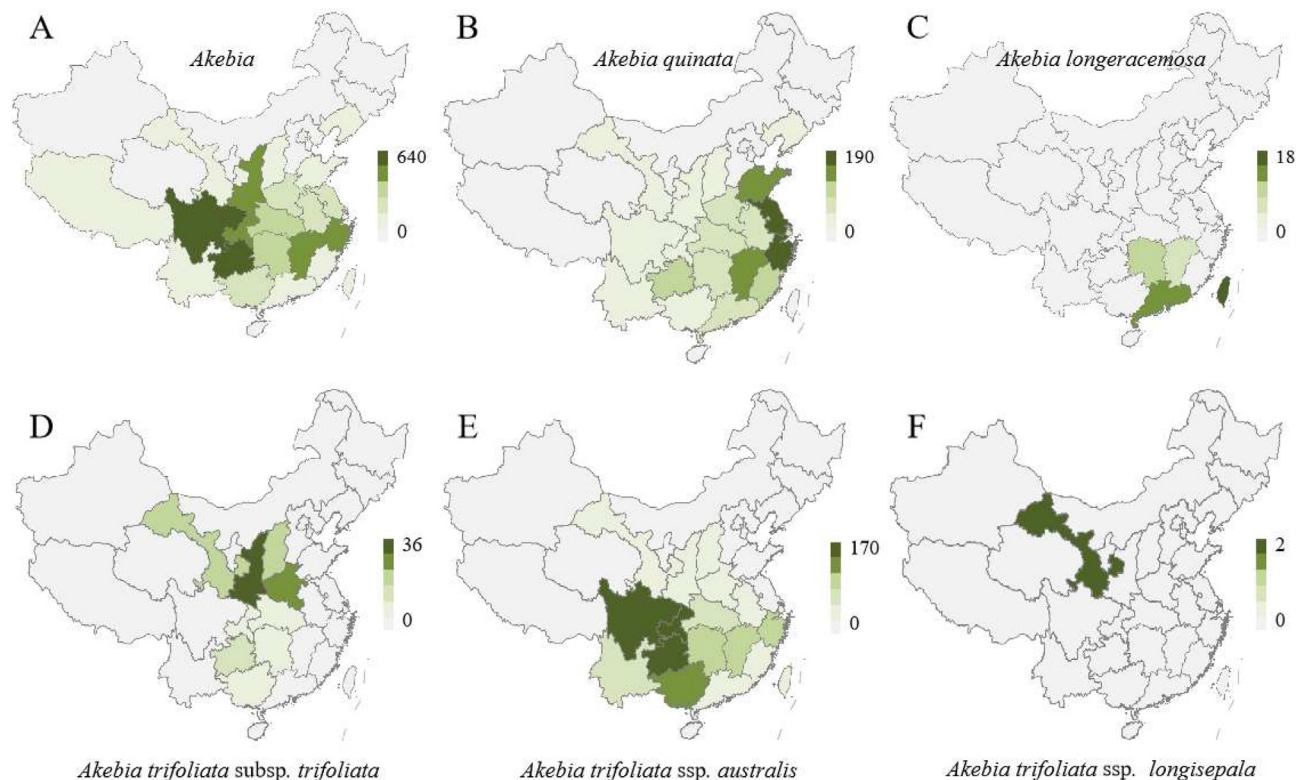 A
Akebia
640
0
B
Akebia quinata
190
0
C
Akebia longeracemosa
18
0
D
36
0
Akebia trifoliata subsp. trifoliata
E
170
0
Akebia trifoliata ssp. australis
F
2
0
Akebia trifoliata ssp. longisepala